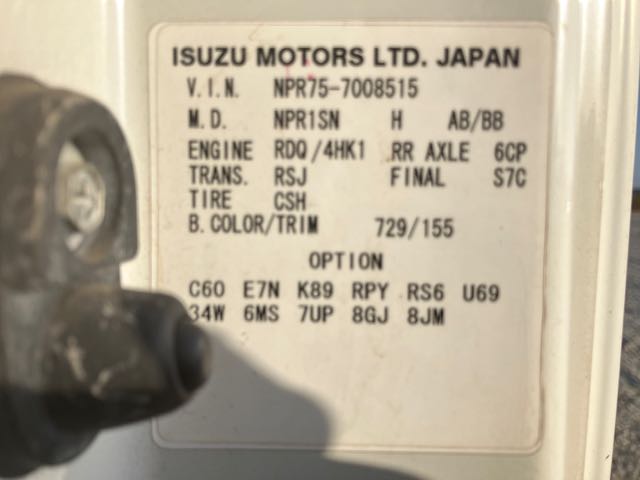 ISUZU MOTORS LTD. JAPAN
V.I.N. NPR75-7008515
M.D. NPR1SN H AB/BB
ENGINE RDQ/4HK1 RR AXLE 6CP
TRANS. RSJ FINAL S7C
TIRE CSH
B.COLOR/TRIM 729/155
OPTION
C60 E7N K89 RPY RS6 U69
34W 6MS 7UP 8GJ 8JM